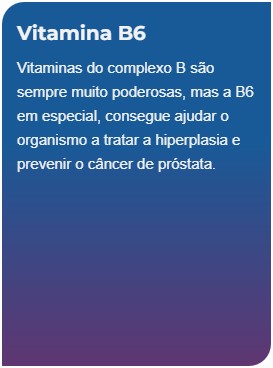 Vitamina B6
Vitaminas do complexo B são
sempre muito poderosas, mas a B6
em especial, consegue ajudar o
organismo a tratar a hiperplasia e
prevenir o câncer de próstata.